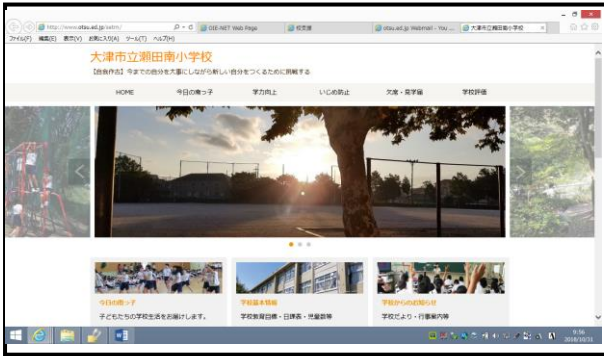 http://www.otsu.ed.jp/setm/
GIE-NET Web Page
校支援
otsu.ed.jp Webmail - You ...
大津市立瀬田南小学校
ファイル(F) 編集(E) 表示(V) お気に入り(A) ツール(T) ヘルプ(H)
大津市立瀬田南小学校
【自自作古】今までの自分を大事にしながら新しい自分をつくるために挑戦する
HOME 今日の南っ子 学力向上 いじめ防止 欠席・見学届 学校評価
今日の南っ子 学校基本情報 学校からのお知らせ
子どもたちの学校生活をお届けします。 学校教育目標・日課表・児童数等 学校だより・行事案内等
9:56
2018/10/31